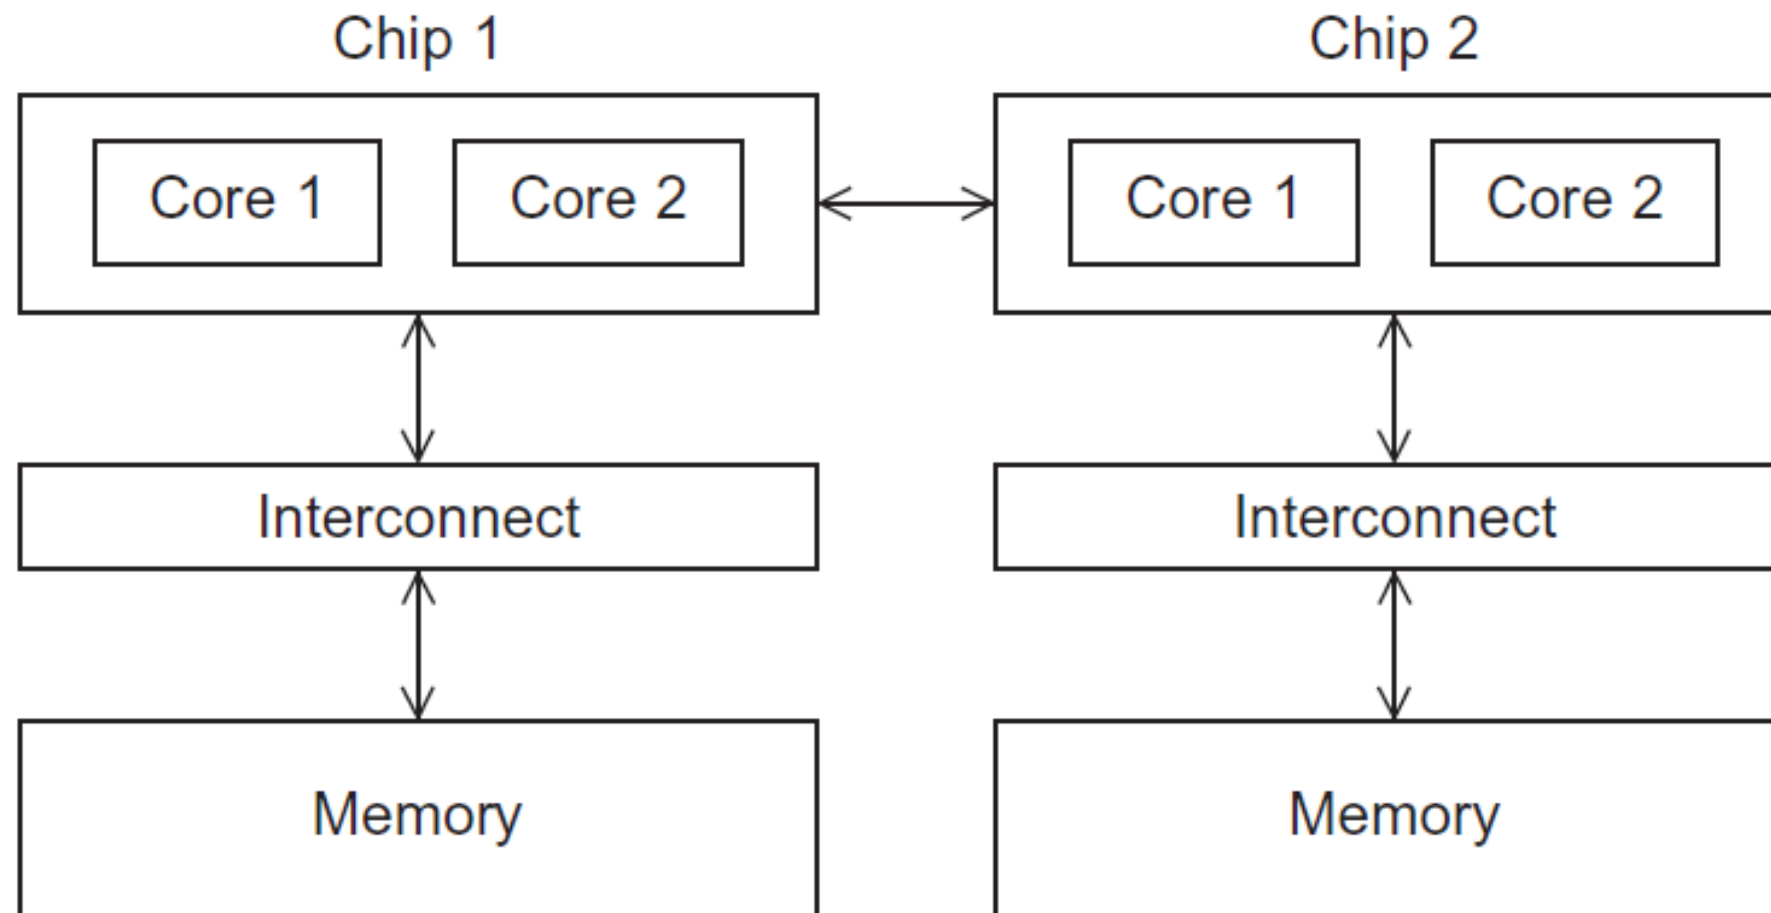 Chip 1
Chip 2
Core 1
Core 2
Core 1
Core 2
Interconnect
Interconnect
Memory
Memory